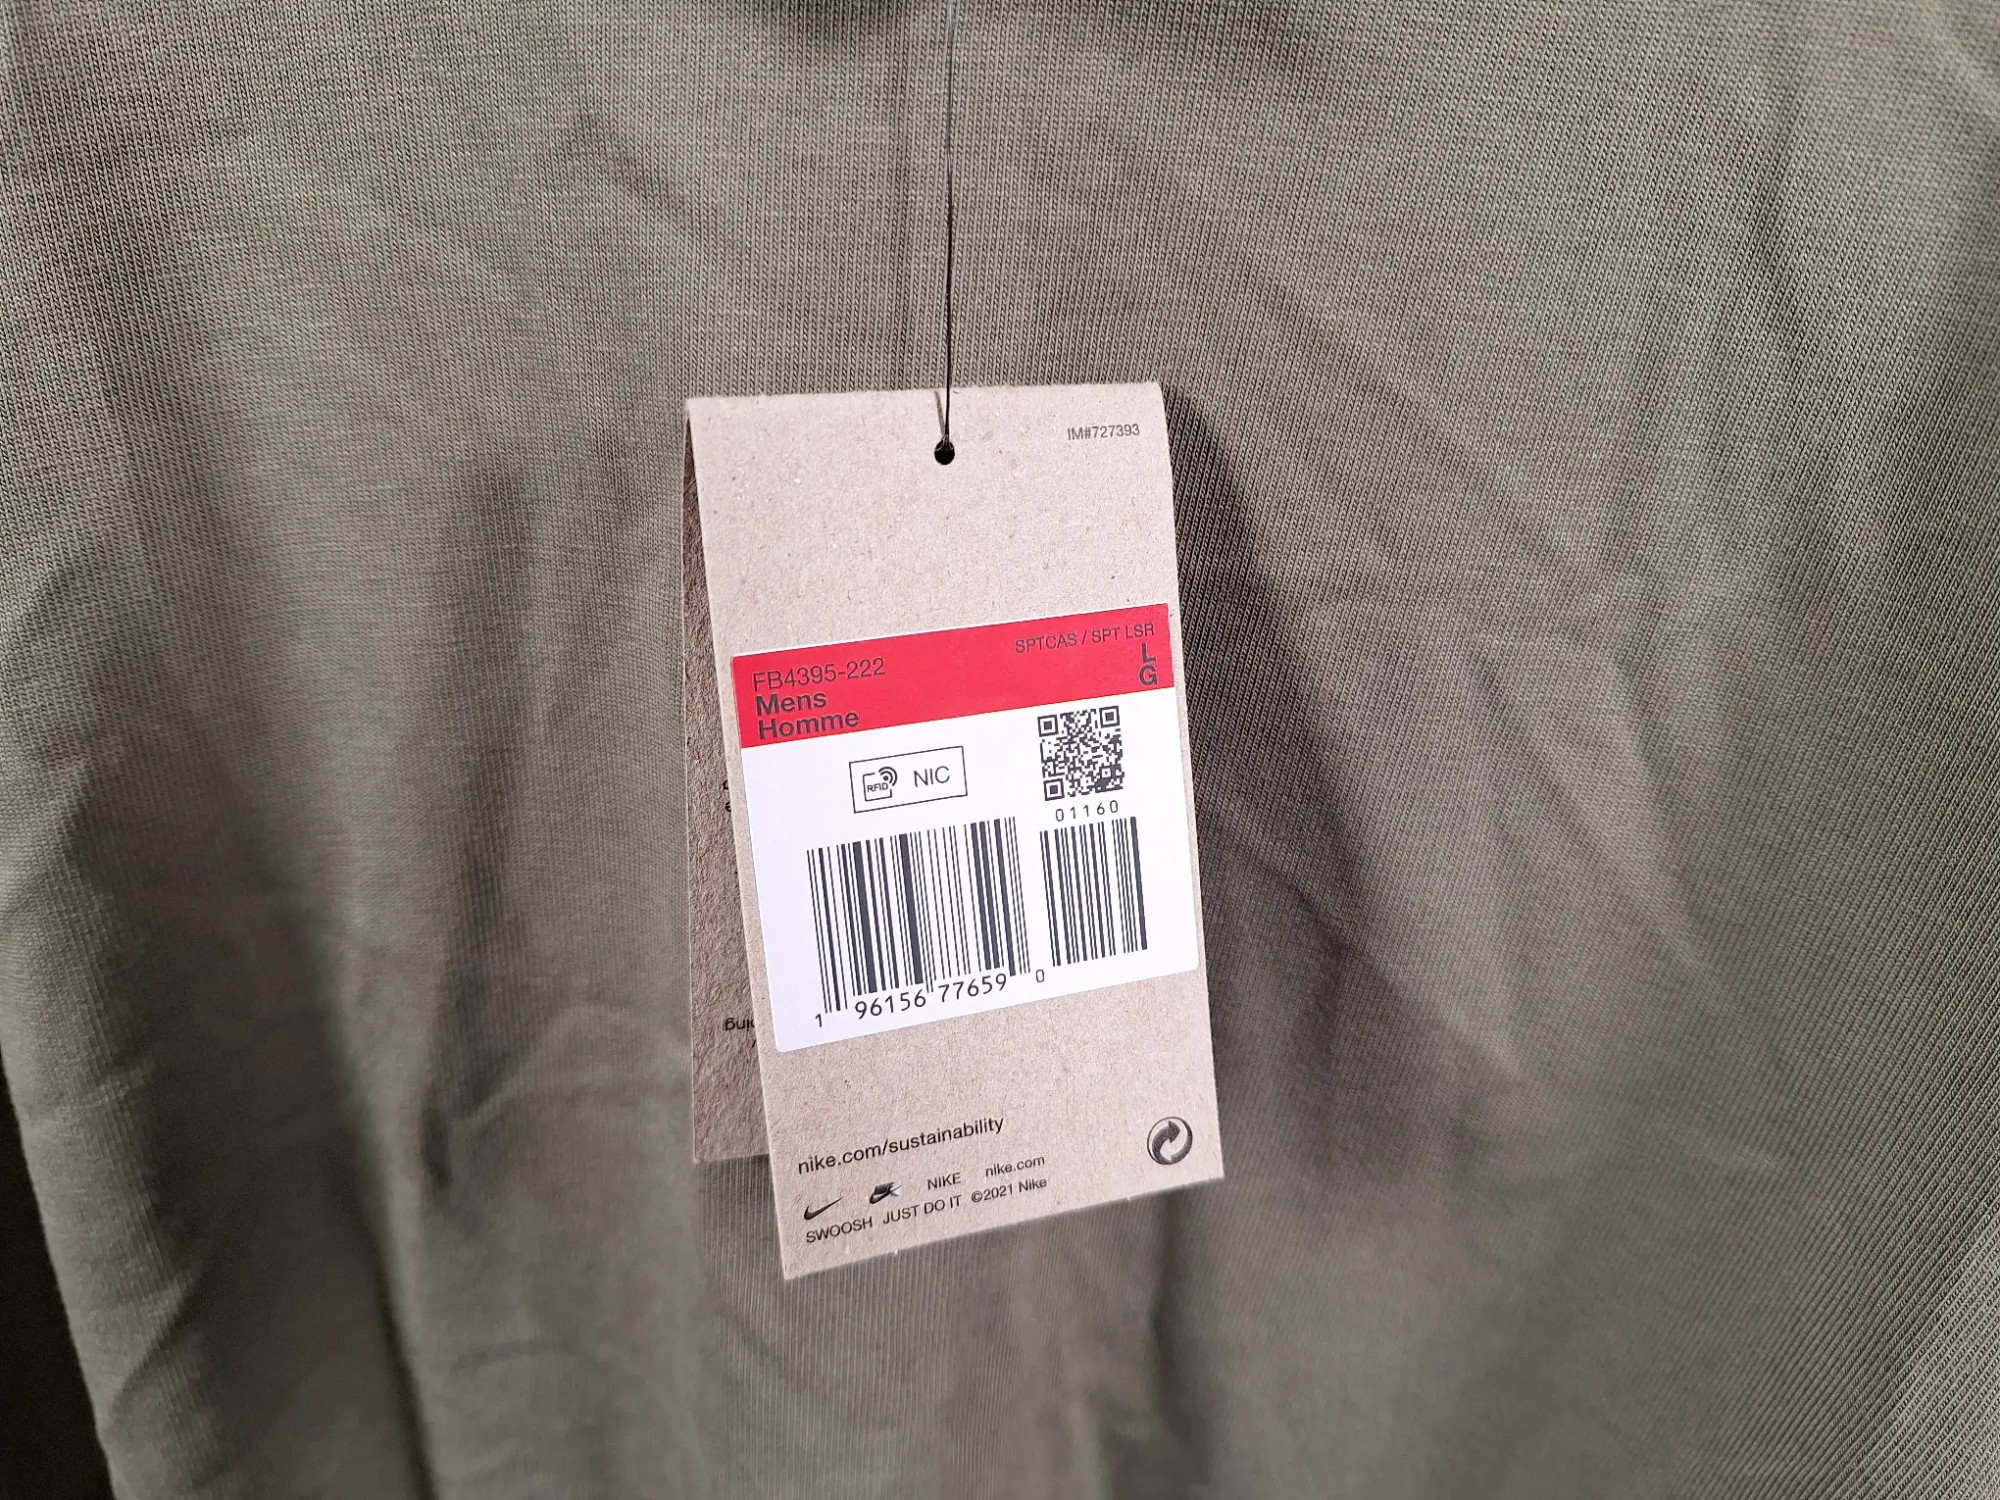 IM#727393
SPTCAS / SPT LSR
FB4395-222
L
Mens
G
Homme
RFID NIC
01160
1 96156 77659 0
nike.com/sustainability
NIKE nike.com
SWOOSH JUST DO IT ©2021 Nike